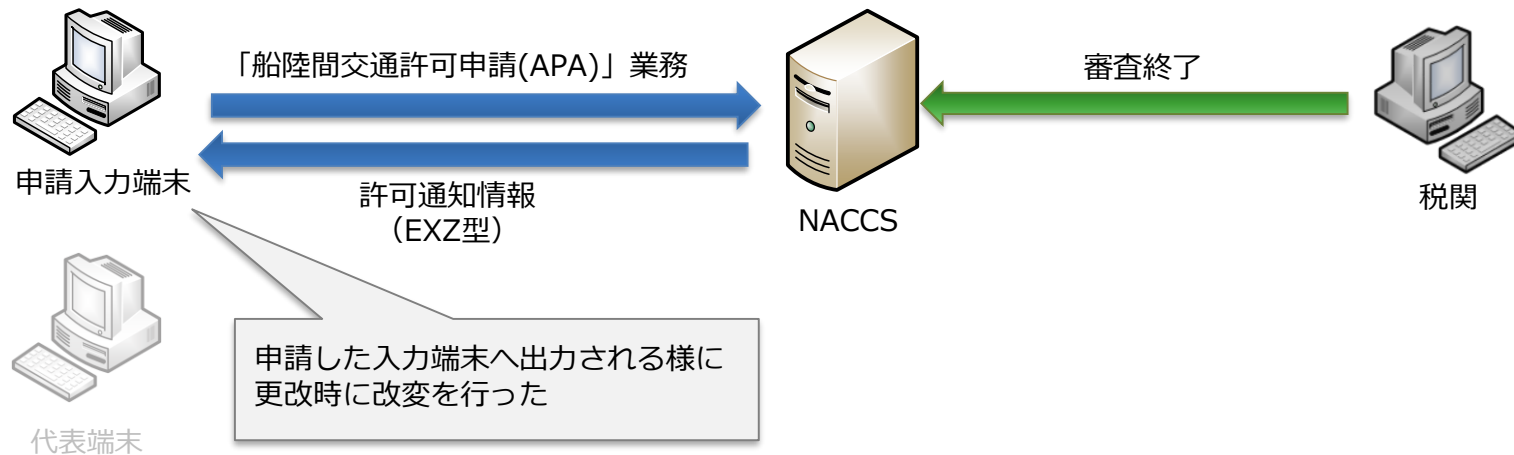 「船陸間交通許可申請(APA)」業務
審査終了
申請入力端末
許可通知情報
（EXZ型）
NACCS
税関
申請した入力端末へ出力される様に
更改時に改変を行った
代表端末